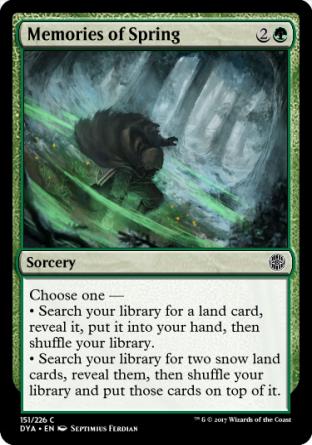 Memories of Spring 2
Sorcery
Choose one —
• Search your library for a land card,
reveal it, put it into your hand, then
shuffle your library.
• Search your library for two snow land
cards, reveal them, then shuffle your
library and put those cards on top of it.
151/226 C
DYA • EN Septimius Ferdian
™ & © 2017 Wizards of the Coast